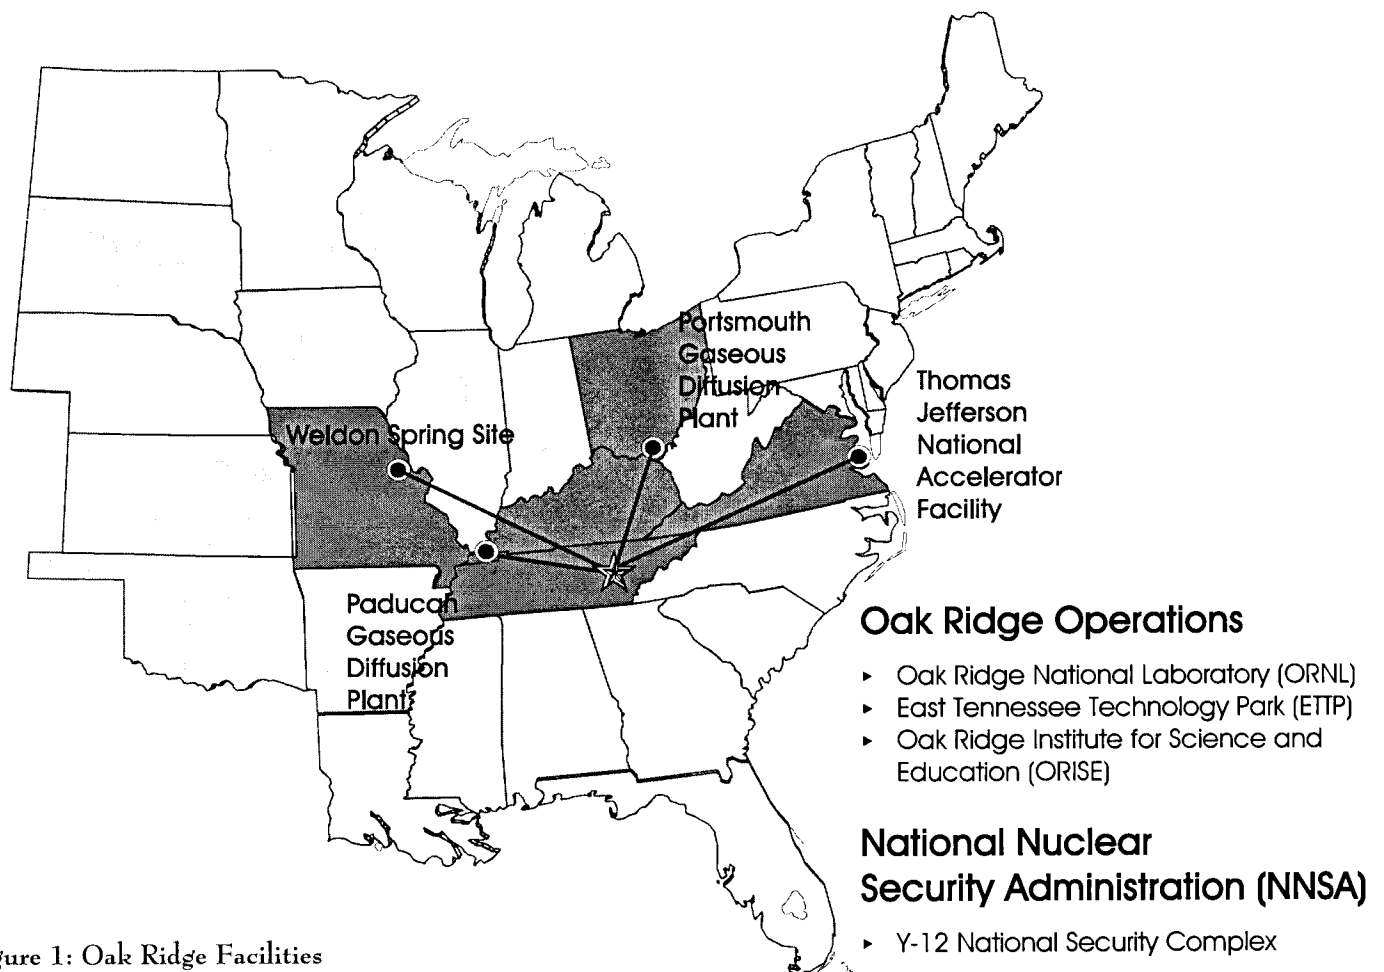 Portsmouth
Gaseous
Diffusion
Plant
Thomas
Jefferson
National
Accelerator
Facility
Weldon Spring Site
Paducah
Gaseous
Diffusion
Plant
Oak Ridge Operations
▸ Oak Ridge National Laboratory (ORNL)
▸ East Tennessee Technology Park (ETTP)
▸ Oak Ridge Institute for Science and
Education (ORISE)
National Nuclear
Security Administration (NNSA)
▸ Y-12 National Security Complex
gure 1: Oak Ridge Facilities